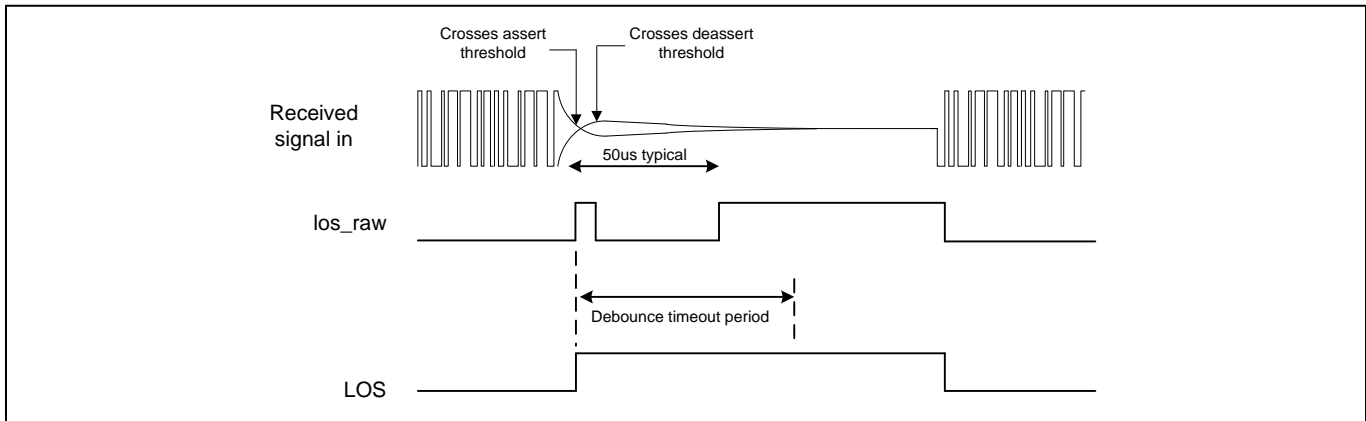 Crosses assert
threshold
Crosses deassert
threshold
Received
signal in
50us typical
los_raw
Debounce timeout period
LOS